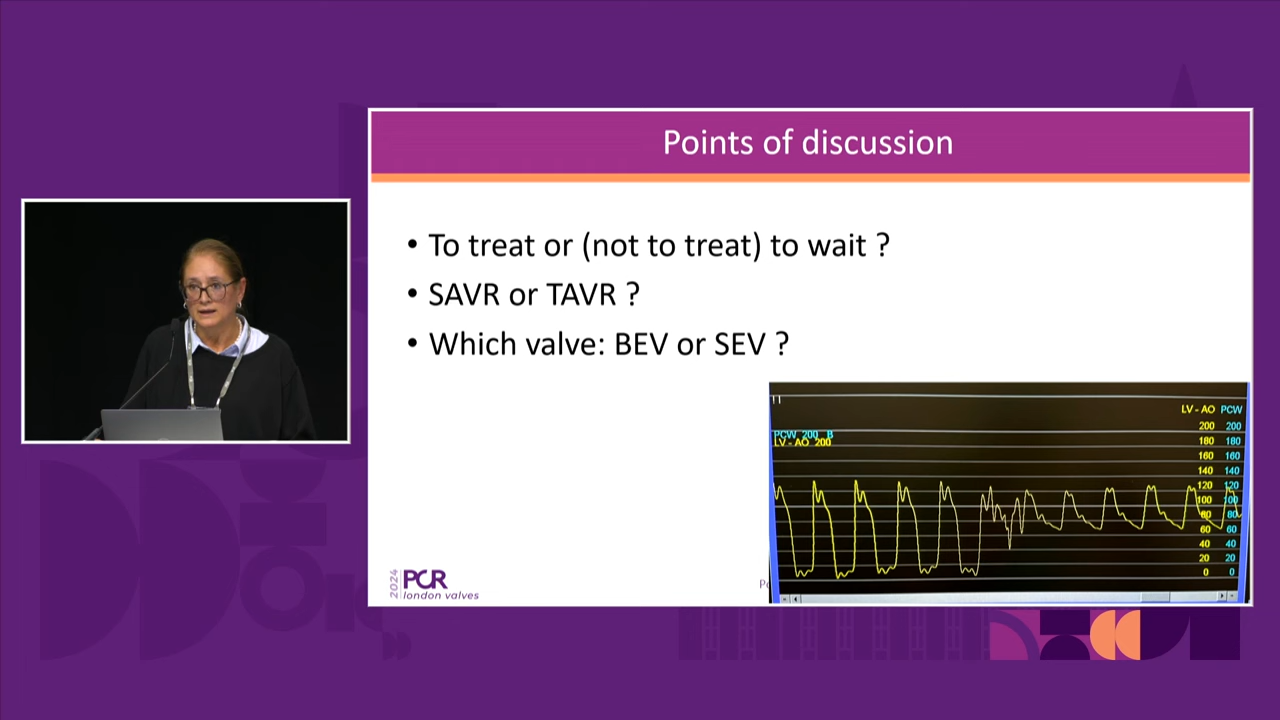 Points of discussion
• To treat or (not to treat) to wait ?
• SAVR or TAVR ?
• Which valve: BEV or SEV ?
LV - AO PCW
PCW 200 B
LV - AO 200
200 200
180 180
160 160
140 140
120 120
100 100
80 80
60 60
40 40
20 20
0 0
2024
PCR
london valves